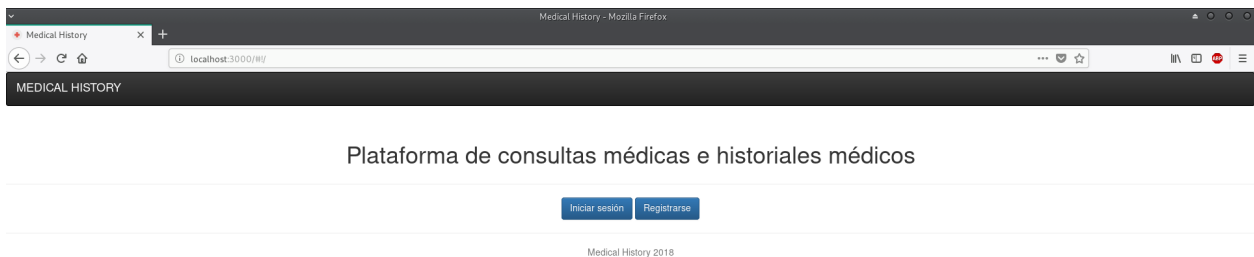 Medical History - Mozilla Firefox
Medical History
localhost:3000/#!/
ABP
MEDICAL HISTORY
Plataforma de consultas médicas e historiales médicos
Iniciar sesión Registrarse
Medical History 2018